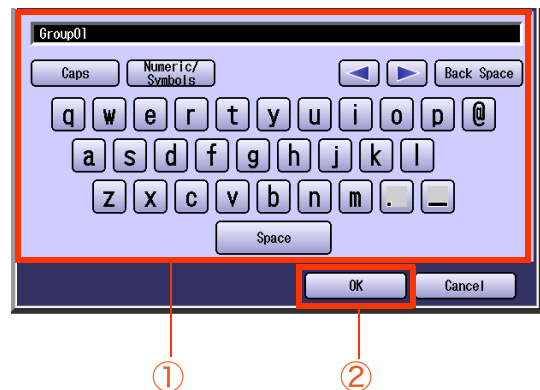 Group01
Caps Numeric/ Symbols Back Space
q w e r t y u i o p @
a s d f g h j k l
z x c v b n m . _
Space
OK Cancel
① ②